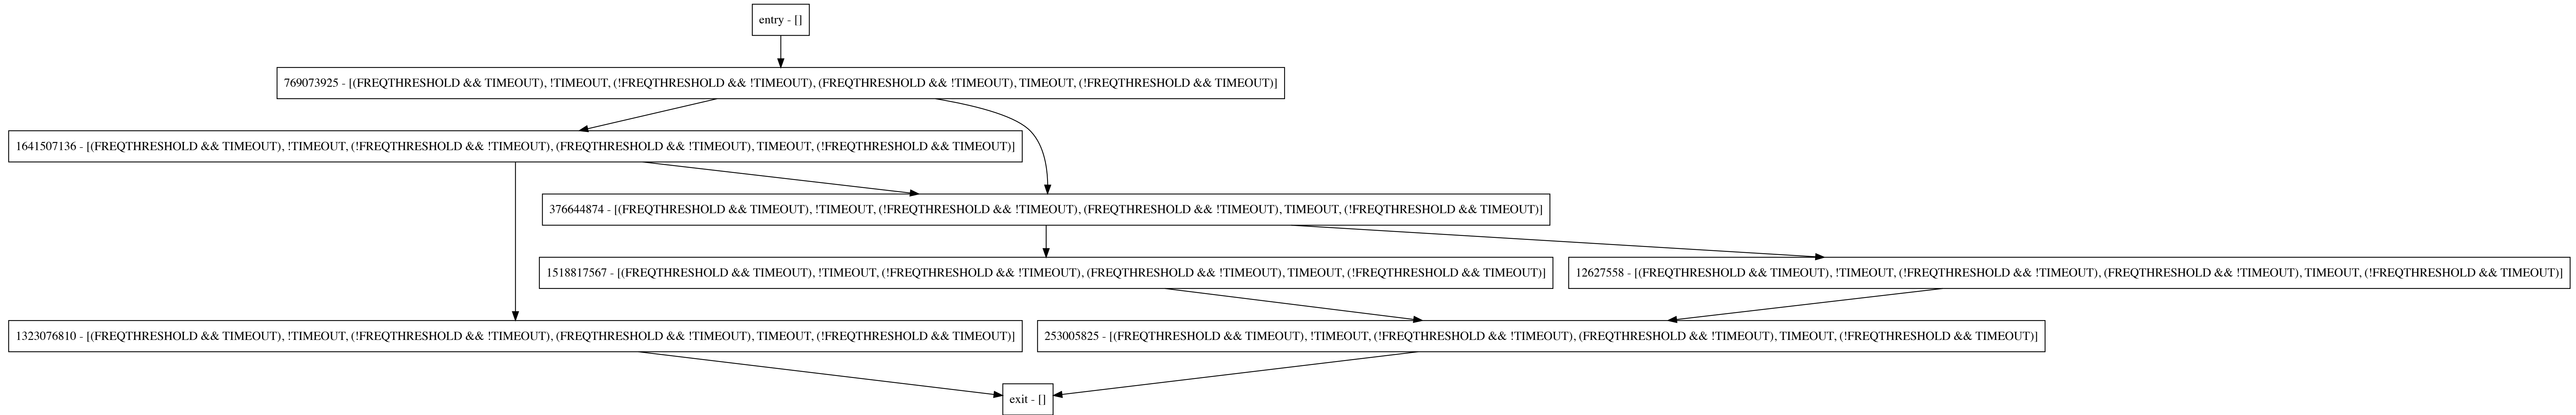 entry - []
769073925 - [(FREQTHRESHOLD && TIMEOUT), !TIMEOUT, (!FREQTHRESHOLD && !TIMEOUT), (FREQTHRESHOLD && !TIMEOUT), TIMEOUT, (!FREQTHRESHOLD && TIMEOUT)]
1641507136 - [(FREQTHRESHOLD && TIMEOUT), !TIMEOUT, (!FREQTHRESHOLD && !TIMEOUT), (FREQTHRESHOLD && !TIMEOUT), TIMEOUT, (!FREQTHRESHOLD && TIMEOUT)]
376644874 - [(FREQTHRESHOLD && TIMEOUT), !TIMEOUT, (!FREQTHRESHOLD && !TIMEOUT), (FREQTHRESHOLD && !TIMEOUT), TIMEOUT, (!FREQTHRESHOLD && TIMEOUT)]
1518817567 - [(FREQTHRESHOLD && TIMEOUT), !TIMEOUT, (!FREQTHRESHOLD && !TIMEOUT), (FREQTHRESHOLD && !TIMEOUT), TIMEOUT, (!FREQTHRESHOLD && TIMEOUT)]
12627558 - [(FREQTHRESHOLD && TIMEOUT), !TIMEOUT, (!FREQTHRESHOLD && !TIMEOUT), (FREQTHRESHOLD && !TIMEOUT), TIMEOUT, (!FREQTHRESHOLD && TIMEOUT)]
1323076810 - [(FREQTHRESHOLD && TIMEOUT), !TIMEOUT, (!FREQTHRESHOLD && !TIMEOUT), (FREQTHRESHOLD && !TIMEOUT), TIMEOUT, (!FREQTHRESHOLD && TIMEOUT)]
253005825 - [(FREQTHRESHOLD && TIMEOUT), !TIMEOUT, (!FREQTHRESHOLD && !TIMEOUT), (FREQTHRESHOLD && !TIMEOUT), TIMEOUT, (!FREQTHRESHOLD && TIMEOUT)]
exit - []